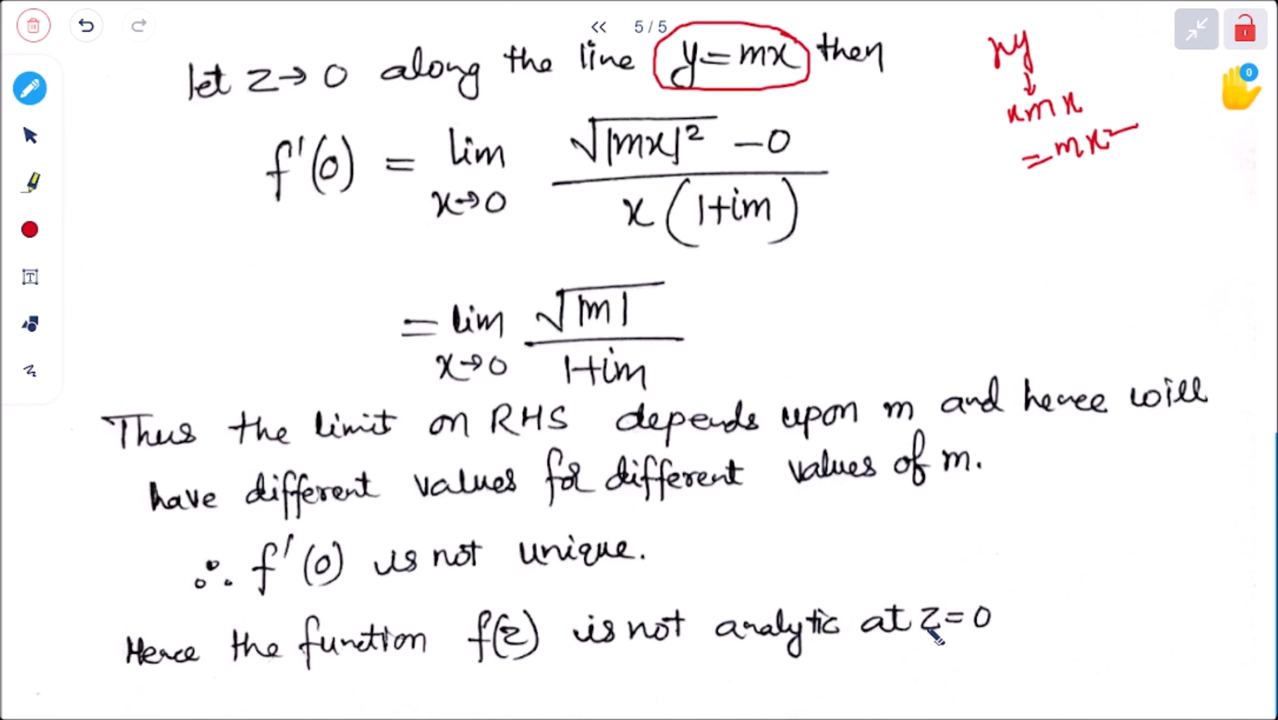 5 / 5
let z→0 along the line y=mx then
f'(0) = lim x→0 √|mx|² −0 / x(1+im)
= lim x→0 √|m| / 1+im
Thus the limit on RHS depends upon m and hence will
have different values for different values of m.
∴ f'(0) is not unique.
Hence the function f(z) is not analytic at z=0
xy
↓
xmx
=mx²
0